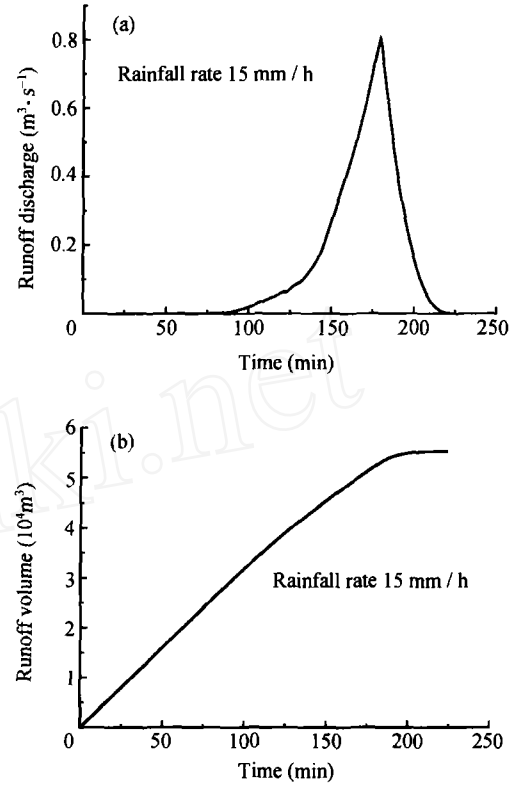 (a)
Rainfall rate 15 mm / h
Runoff discharge (m³·s⁻¹)
0.8
0.6
0.4
0.2
0 50 100 150 200 250
Time (min)
(b)
Rainfall rate 15 mm / h
Runoff volume (10⁴m³)
6
5
4
3
2
1
0 50 100 150 200 250
Time (min)
ki.net